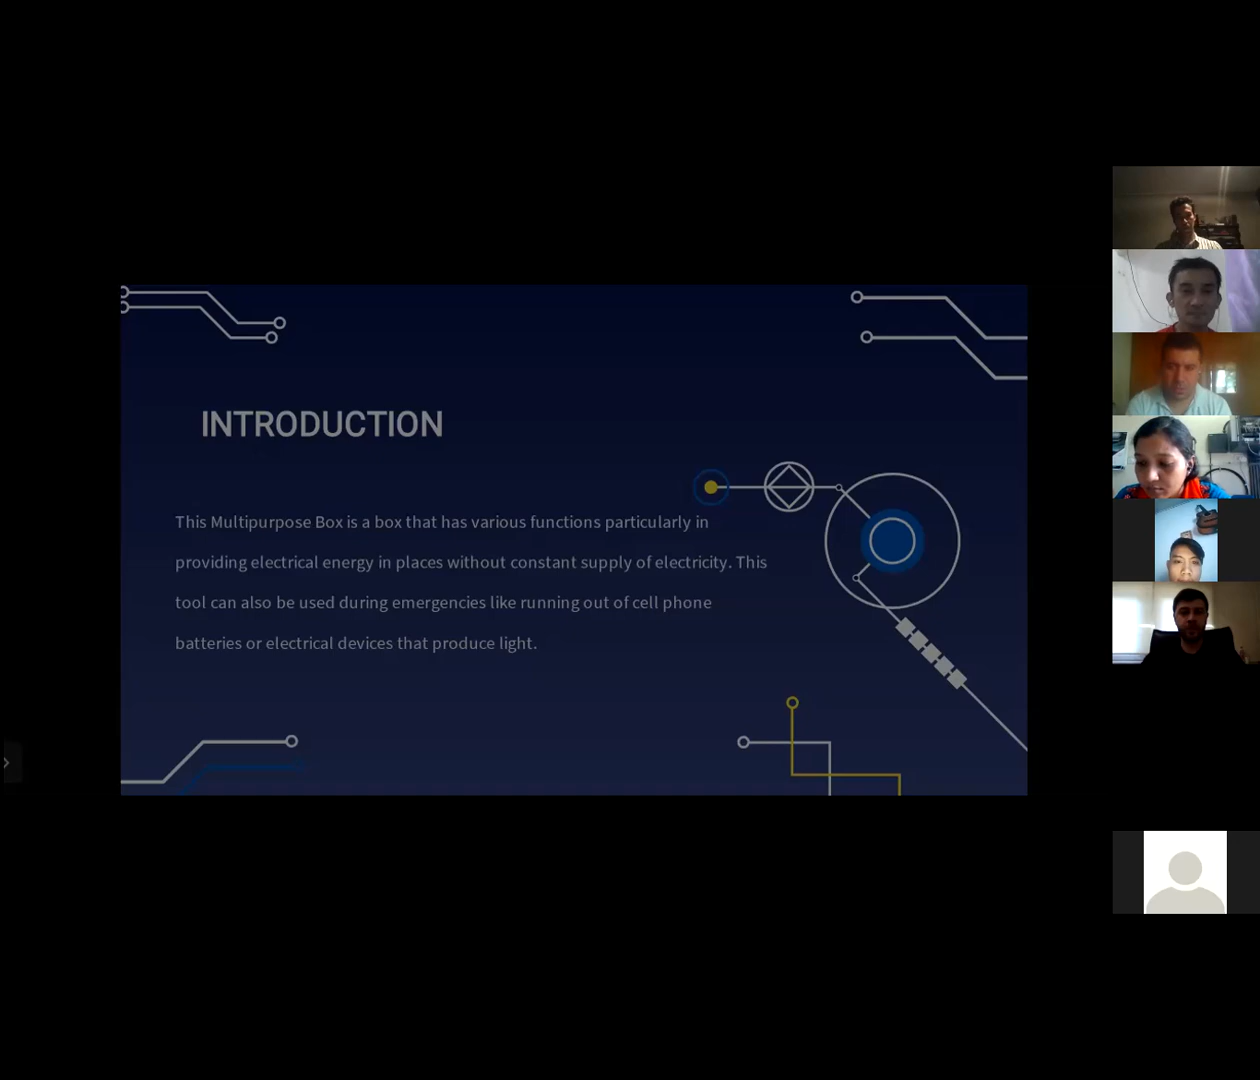 INTRODUCTION
This Multipurpose Box is a box that has various functions particularly in
providing electrical energy in places without constant supply of electricity. This
tool can also be used during emergencies like running out of cell phone
batteries or electrical devices that produce light.